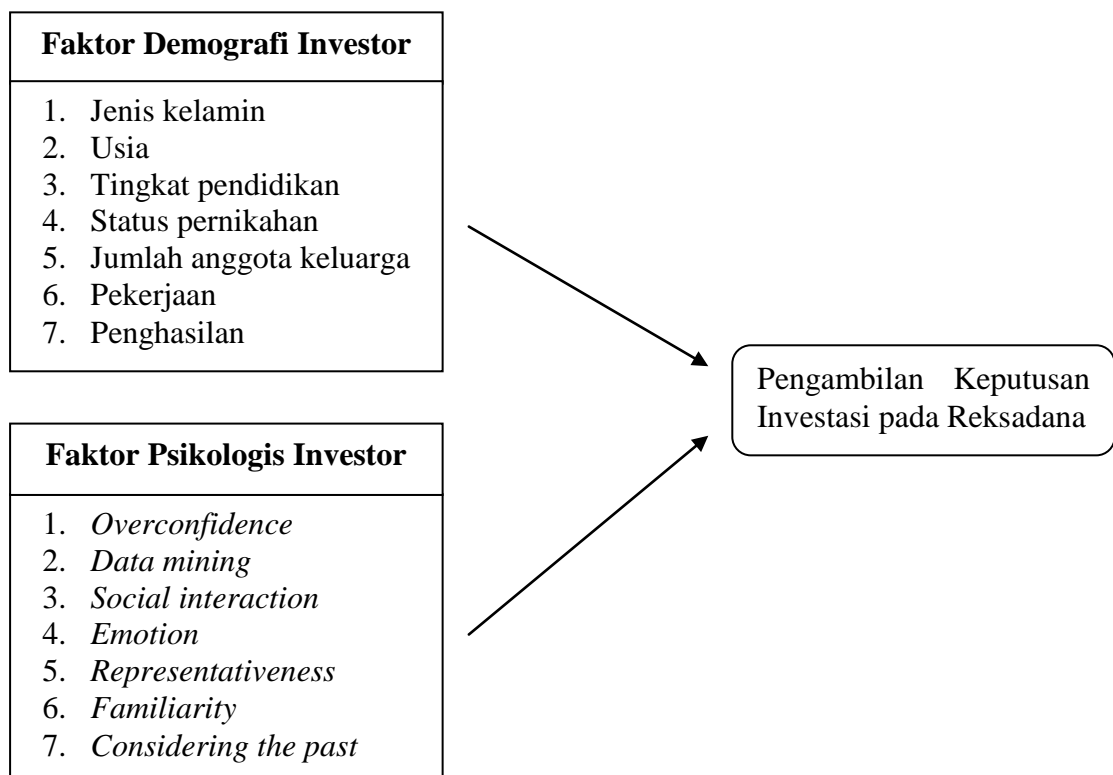 Faktor Demografi Investor
1. Jenis kelamin
2. Usia
3. Tingkat pendidikan
4. Status pernikahan
5. Jumlah anggota keluarga
6. Pekerjaan
7. Penghasilan
Pengambilan Keputusan
Investasi pada Reksadana
Faktor Psikologis Investor
1. Overconfidence
2. Data mining
3. Social interaction
4. Emotion
5. Representativeness
6. Familiarity
7. Considering the past